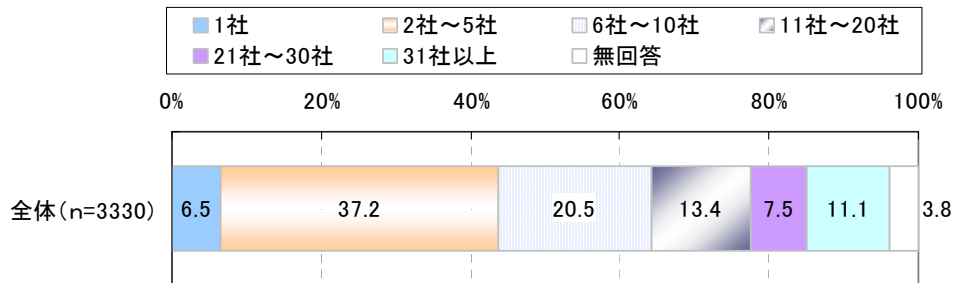 1社 2社～5社 6社～10社 11社～20社
21社～30社 31社以上 無回答
0% 20% 40% 60% 80% 100%
全体(n=3330) 6.5 37.2 20.5 13.4 7.5 11.1 3.8